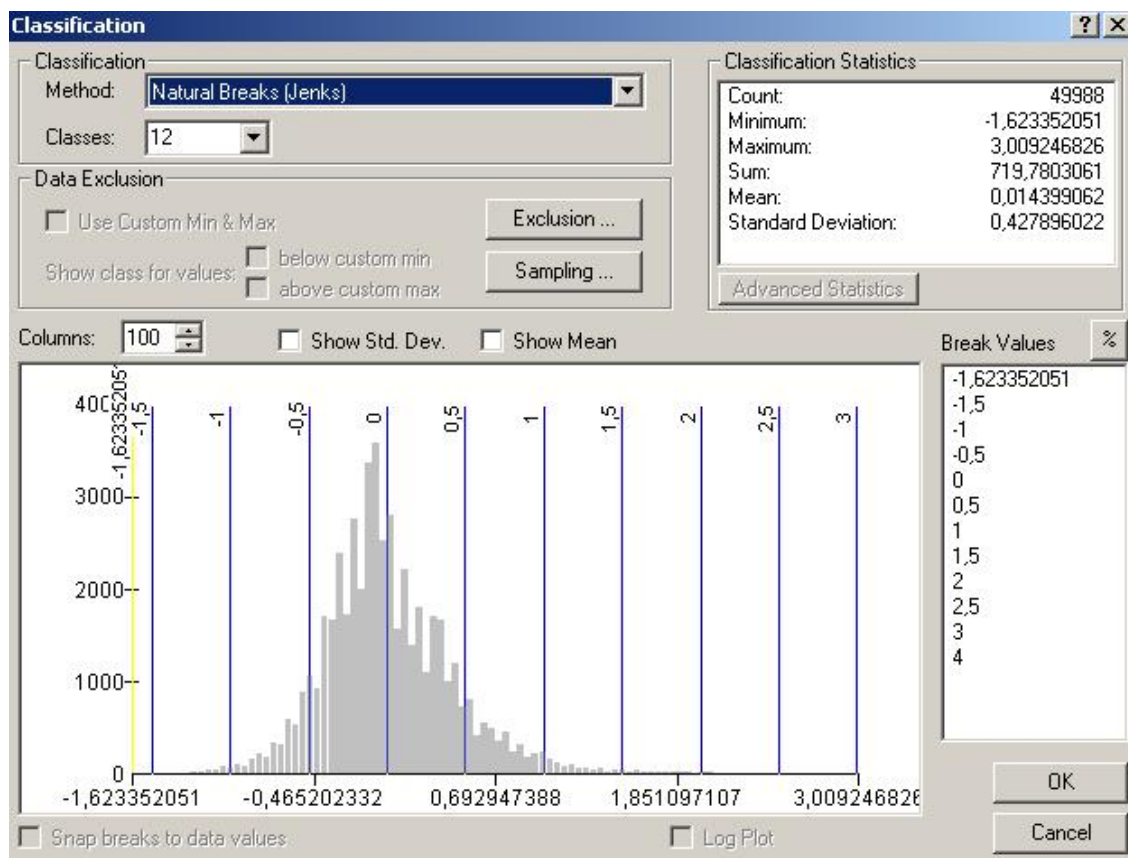 Classification
Classification
Method: Natural Breaks (Jenks)
Classes: 12
Data Exclusion
Use Custom Min & Max
Exclusion ...
Show class for values:
below custom min
above custom max
Sampling ...
Classification Statistics
Count: 49988
Minimum: -1,623352051
Maximum: 3,009246826
Sum: 719,7803061
Mean: 0,014399062
Standard Deviation: 0,427896022
Advanced Statistics
Columns: 100
Show Std. Dev.
Show Mean
Break Values %
-1,623352051
-1,5
-1
-0,5
0
0,5
1
1,5
2
2,5
3
4
-1,623352051 -1,5 -1 -0,5 0 0,5 1 1,5 2 2,5 3
3000
2000
1000
0
-1,623352051 -0,465202332 0,692947388 1,851097107 3,009246826
OK
Cancel
Snap breaks to data values
Log Plot